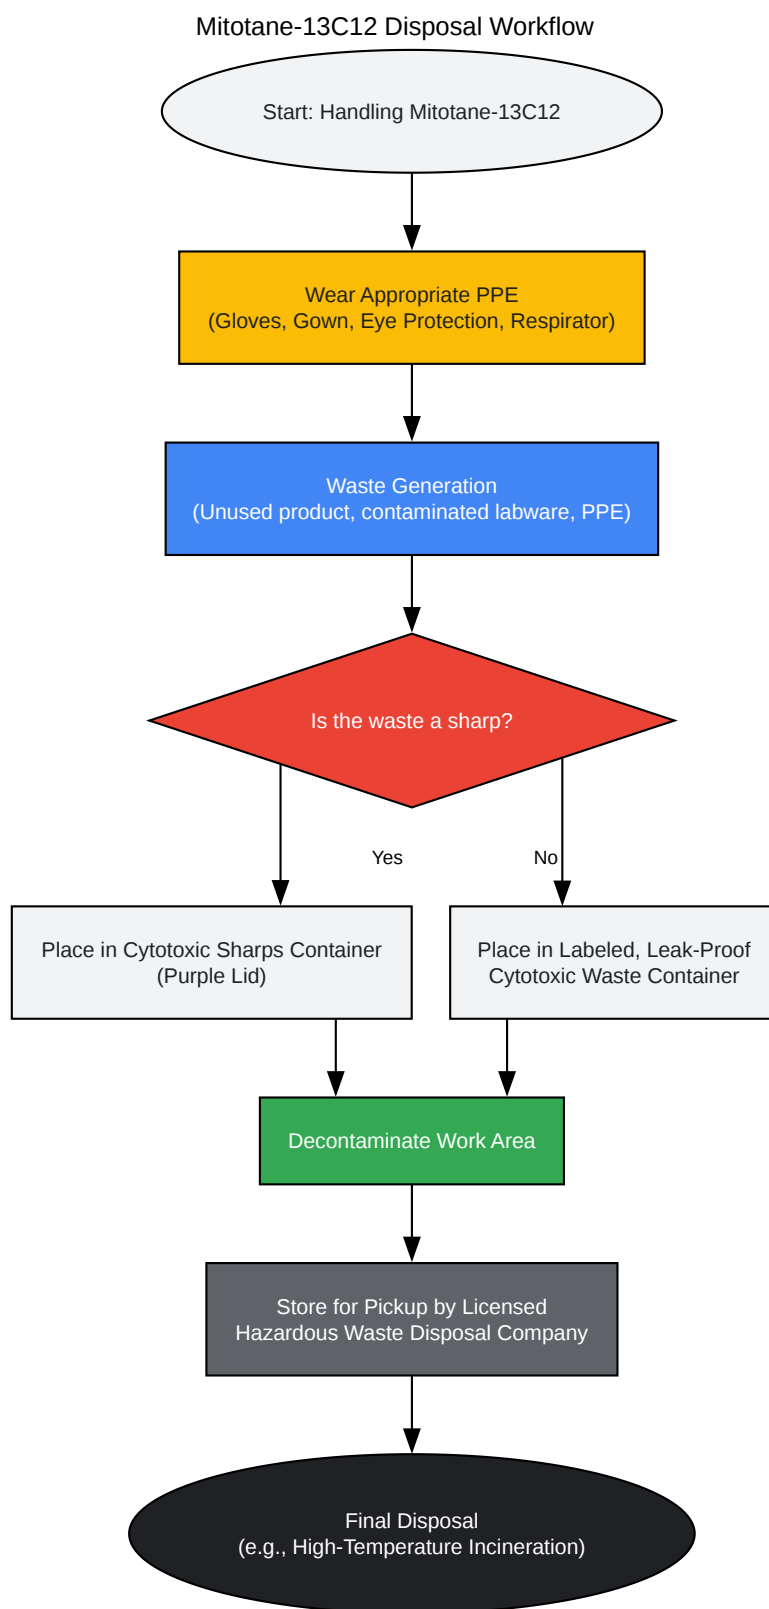 Mitotane-13C12 Disposal Workflow
Start: Handling Mitotane-13C12
Wear Appropriate PPE
(Gloves, Gown, Eye Protection, Respirator)
Waste Generation
(Unused product, contaminated labware, PPE)
Is the waste a sharp?
Yes
No
Place in Cytotoxic Sharps Container
(Purple Lid)
Place in Labeled, Leak-Proof
Cytotoxic Waste Container
Decontaminate Work Area
Store for Pickup by Licensed
Hazardous Waste Disposal Company
Final Disposal
(e.g., High-Temperature Incineration)